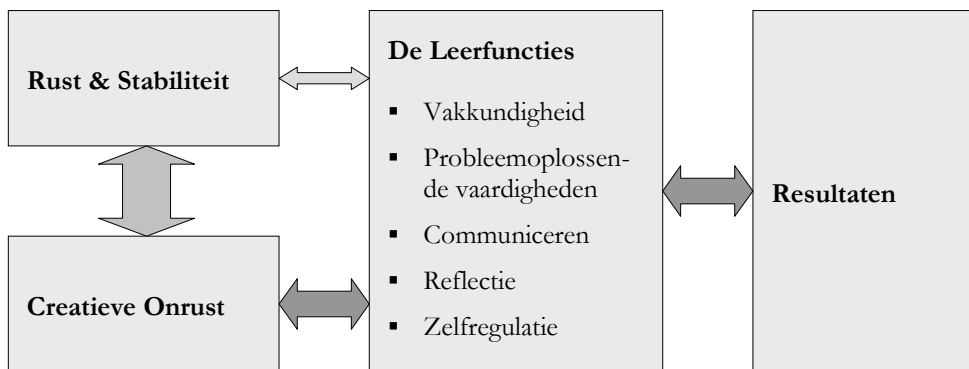 Rust & Stabiliteit
Creatieve Onrust
De Leerfuncties
▪ Vakkundigheid
▪ Probleemoplossen-
de vaardigheden
▪ Communiceren
▪ Reflectie
▪ Zelfregulatie
Resultaten